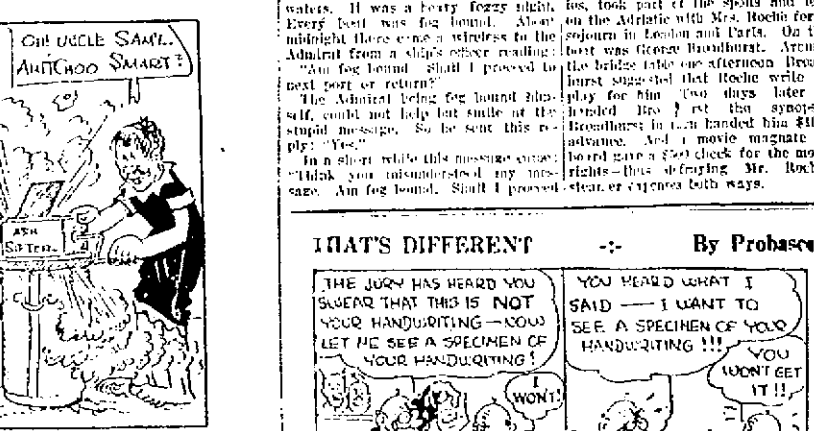 OH! UNCLE SAM'L.
AINTCHOO SMART?
ASH
SIFTER.
waters. It was a foggy night.
Every boat was fog bound. About
midnight there came a wireless to the
Admiral from a ship's officer reading:
"Am fog bound. Shall I proceed to
next port or return?"
The Admiral being fog bound him-
self, could not help but smile at the
stupid message. So he sent this re-
ply: "Yes."
In a short while this message came:
"Think you misunderstood my mes-
sage. Am fog bound. Shall I proceed
took part of the spoils and
on the Adriatic with Mrs. Roche for
sojourn in London and Paris. On
boat was George Broadhurst.
the bridge table one afternoon
hurst suggested that Roche write
play for him. Two days later
handed the
Broadhurst in turn handed him
advance. And a movie magnate
board gave a $500 check for the
rights—thus defraying Mr.
expenses both ways.
THAT'S DIFFERENT -:- By Probasco
THE JURY HAS HEARD YOU
SWEAR THAT THIS IS NOT
YOUR HANDWRITING — NOW
LET ME SEE A SPECIMEN OF
YOUR HANDWRITING!
I
WON'T!
YOU HEARD WHAT I
SAID — I WANT TO
SEE A SPECIMEN OF YOUR
HANDWRITING !!!
YOU
WON'T GET
IT !!